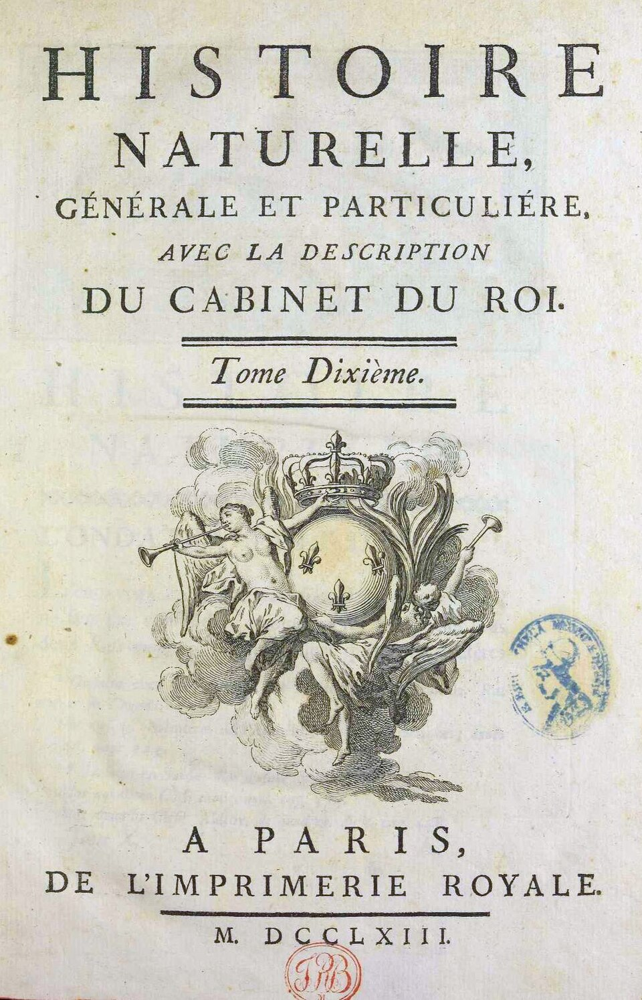 HISTOIRE
NATURELLE,
GÉNÉRALE ET PARTICULIÉRE,
AVEC LA DESCRIPTION
DU CABINET DU ROI.
Tome Dixième.
A PARIS,
DE L'IMPRIMERIE ROYALE.
M. DCCLXIII.